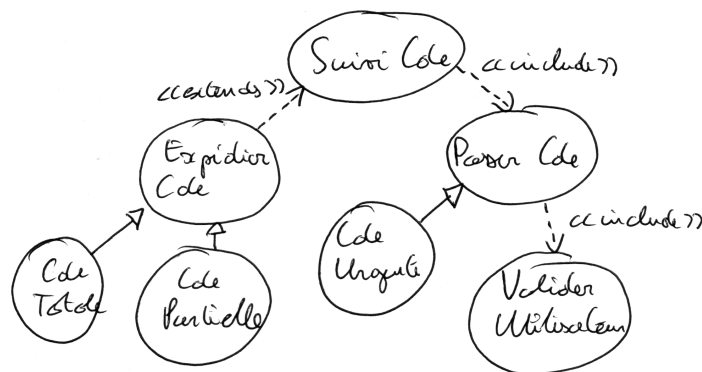 Suivi Cde
<<include>>
<<extends>>
Expédier
Cde
Passer Cde
<<include>>
Cde
Totale
Cde
Partielle
Cde
Urgente
Valider
Utilisateur